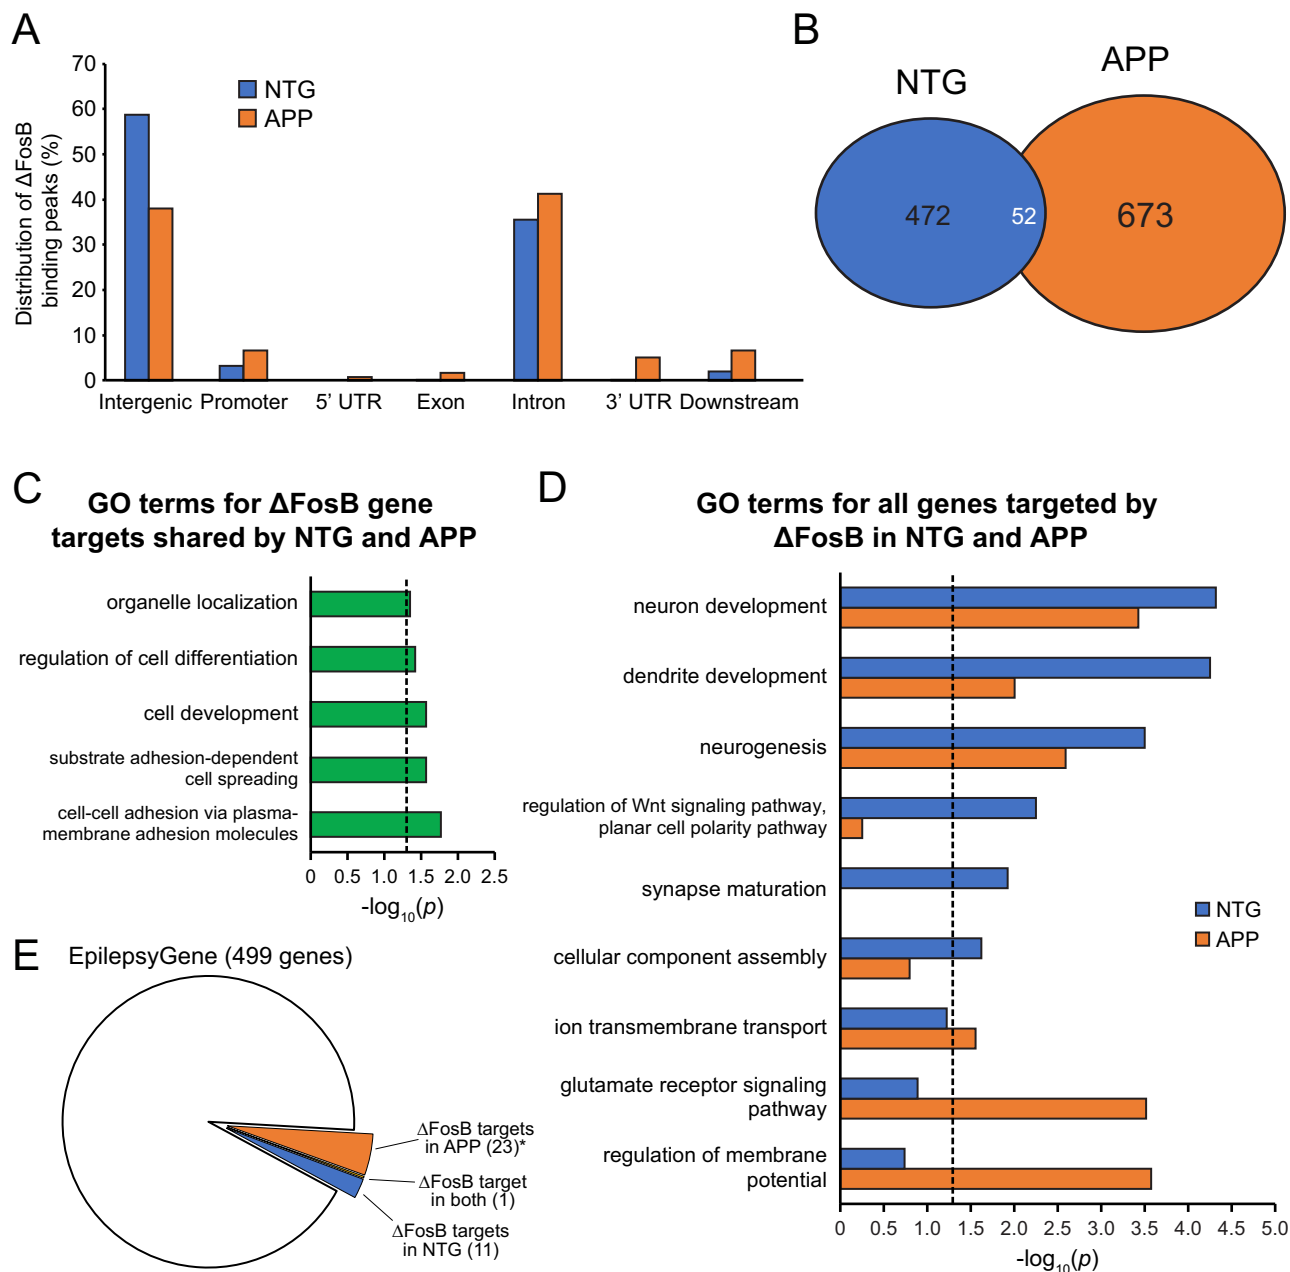 A
Distribution of ΔFosB
binding peaks (%)
70
60
50
40
30
20
10
0
NTG
APP
Intergenic
Promoter
5’ UTR
Exon
Intron
3’ UTR
Downstream
B
NTG
APP
472
52
673
C
GO terms for ΔFosB gene
targets shared by NTG and APP
organelle localization
regulation of cell differentiation
cell development
substrate adhesion-dependent
cell spreading
cell-cell adhesion via plasma-
membrane adhesion molecules
0 0.5 1.0 1.5 2.0 2.5
-log10(p)
D
GO terms for all genes targeted by
ΔFosB in NTG and APP
neuron development
dendrite development
neurogenesis
regulation of Wnt signaling pathway,
planar cell polarity pathway
synapse maturation
cellular component assembly
ion transmembrane transport
glutamate receptor signaling
pathway
regulation of membrane
potential
NTG
APP
0 0.5 1.0 1.5 2.0 2.5 3.0 3.5 4.0 4.5 5.0
-log10(p)
E
EpilepsyGene (499 genes)
ΔFosB targets
in APP (23)*
ΔFosB target
in both (1)
ΔFosB targets
in NTG (11)